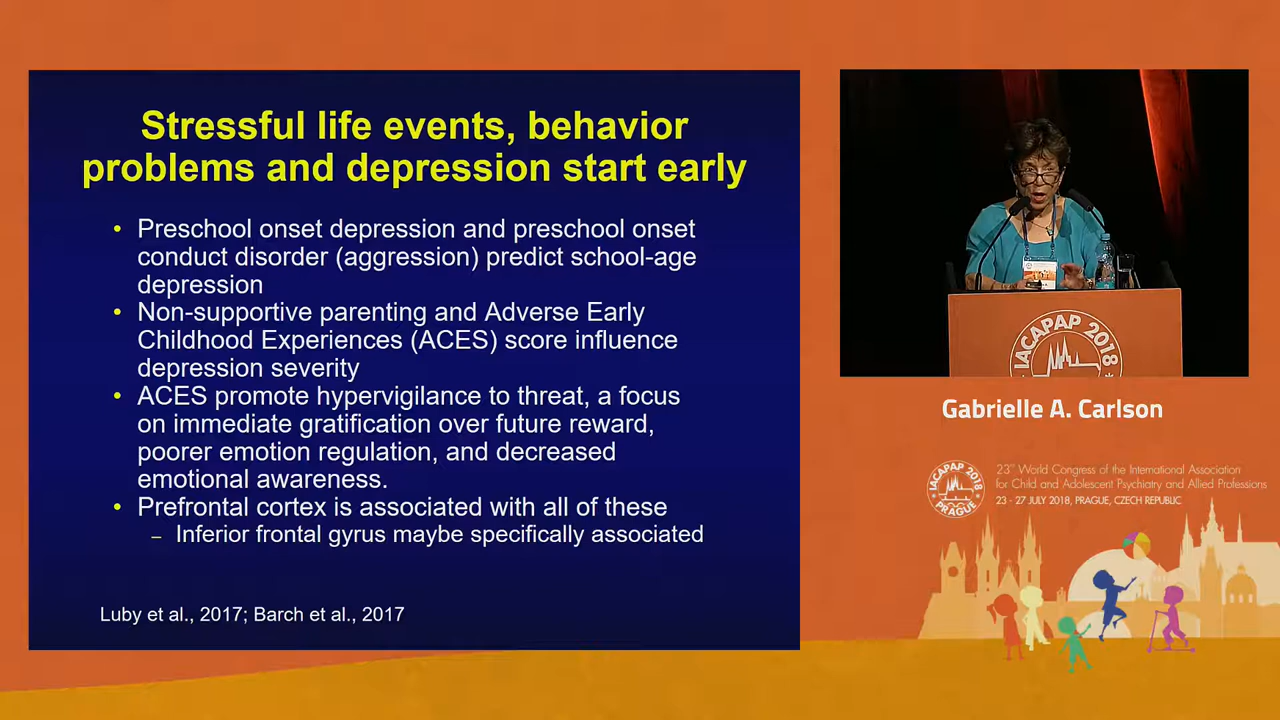 Stressful life events, behavior
problems and depression start early
• Preschool onset depression and preschool onset
conduct disorder (aggression) predict school-age
depression
• Non-supportive parenting and Adverse Early
Childhood Experiences (ACES) score influence
depression severity
• ACES promote hypervigilance to threat, a focus
on immediate gratification over future reward,
poorer emotion regulation, and decreased
emotional awareness.
• Prefrontal cortex is associated with all of these
– Inferior frontal gyrus maybe specifically associated
Luby et al., 2017; Barch et al., 2017
IACAPAP 2018
Gabrielle A. Carlson
IACAPAP 2018
PRAGUE
23rd World Congress of the International Association
for Child and Adolescent Psychiatry and Allied Professions
23 - 27 JULY 2018, PRAGUE, CZECH REPUBLIC